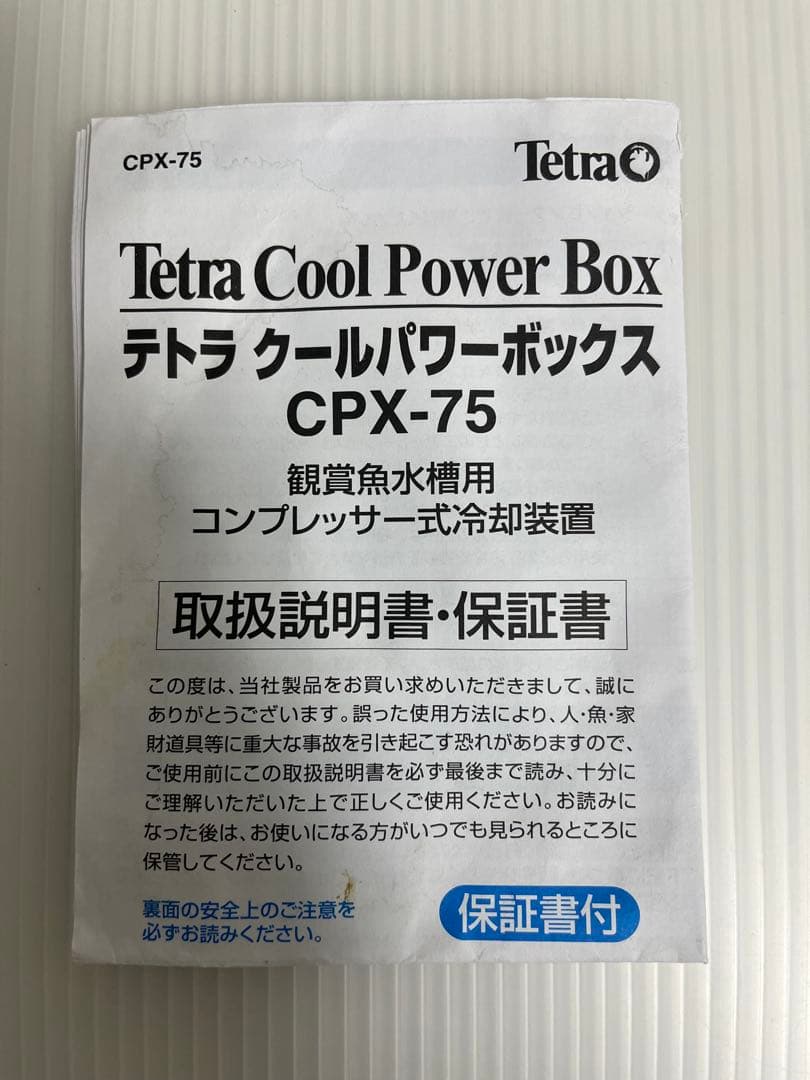 CPX-75
Tetra
Tetra Cool Power Box
テトラ クールパワーボックス
CPX-75
観賞魚水槽用
コンプレッサー式冷却装置
取扱説明書・保証書
この度は、当社製品をお買い求めいただきまして、誠に
ありがとうございます。誤った使用方法により、人・魚・家
財道具等に重大な事故を引き起こす恐れがありますので、
ご使用前にこの取扱説明書を必ず最後まで読み、十分に
ご理解いただいた上で正しくご使用ください。お読みに
なった後は、お使いになる方がいつでも見られるところに
保管してください。
裏面の安全上のご注意を
必ずお読みください。
保証書付